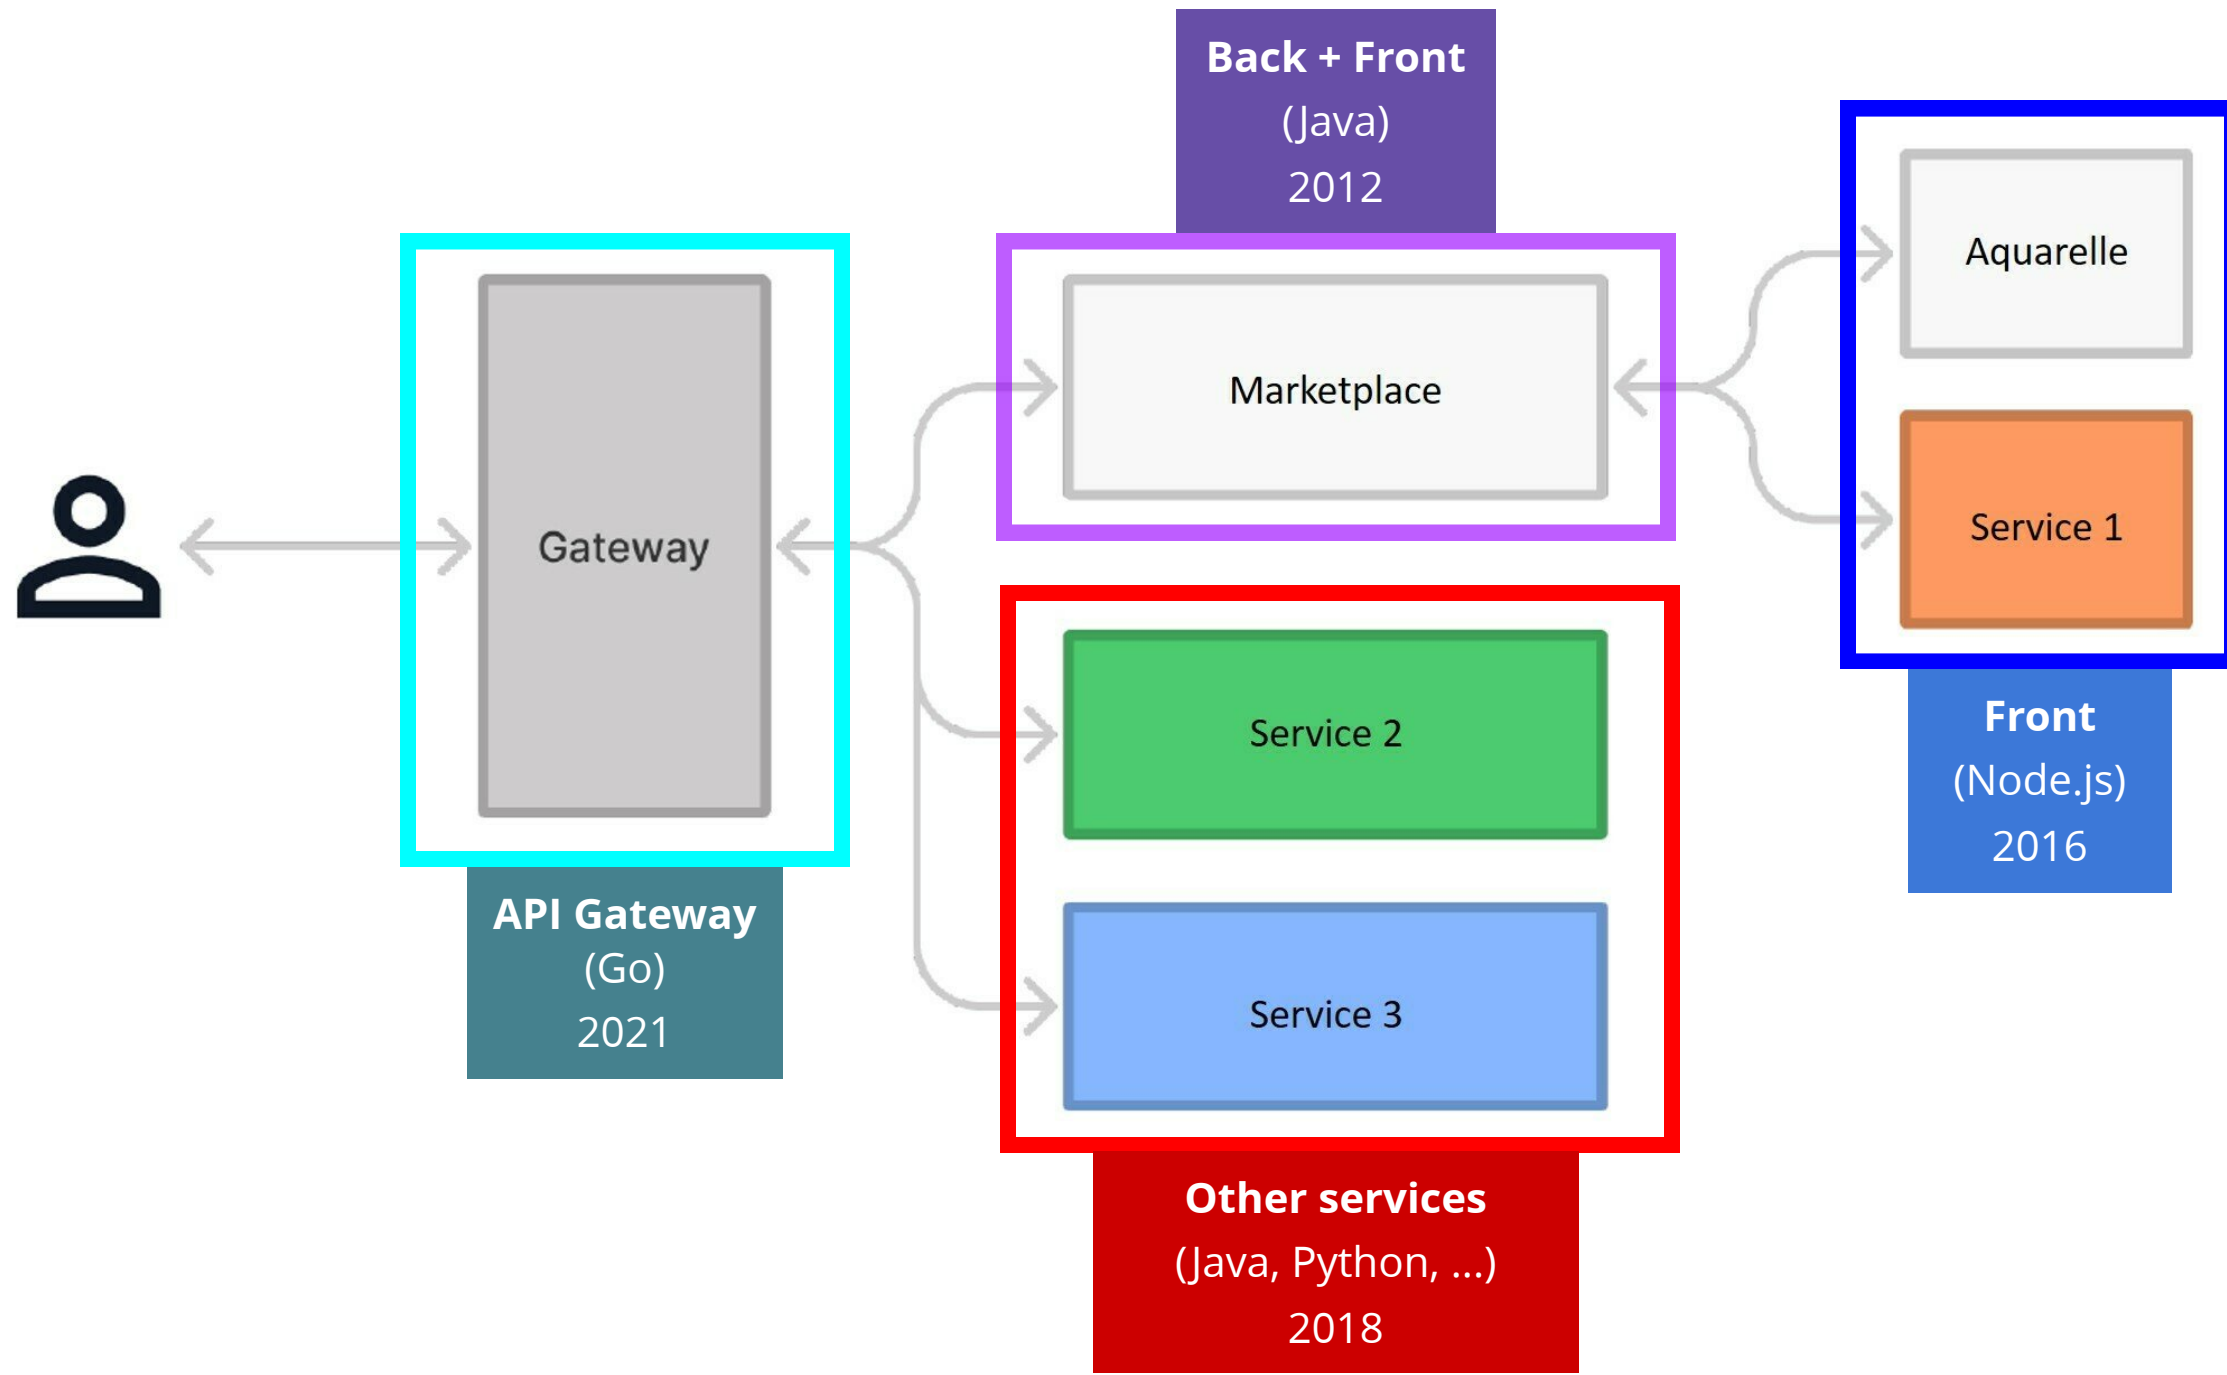 Back + Front
(Java)
2012
Aquarelle
Marketplace
Service 1
Gateway
Service 2
Front
(Node.js)
2016
API Gateway
(Go)
2021
Service 3
Other services
(Java, Python, ...)
2018